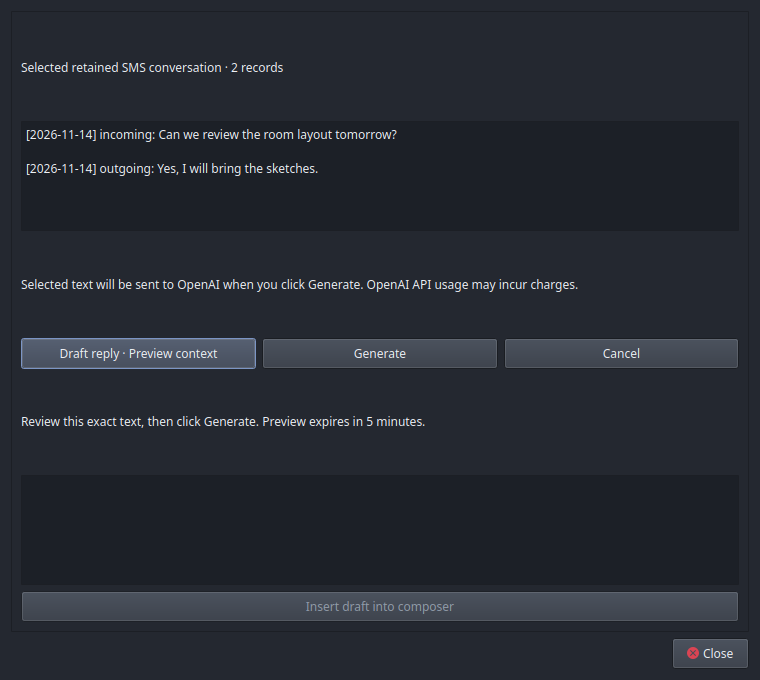 Selected retained SMS conversation · 2 records
[2026-11-14] incoming: Can we review the room layout tomorrow?
[2026-11-14] outgoing: Yes, I will bring the sketches.
Selected text will be sent to OpenAI when you click Generate. OpenAI API usage may incur charges.
Draft reply · Preview context
Generate
Cancel
Review this exact text, then click Generate. Preview expires in 5 minutes.
Insert draft into composer
Close